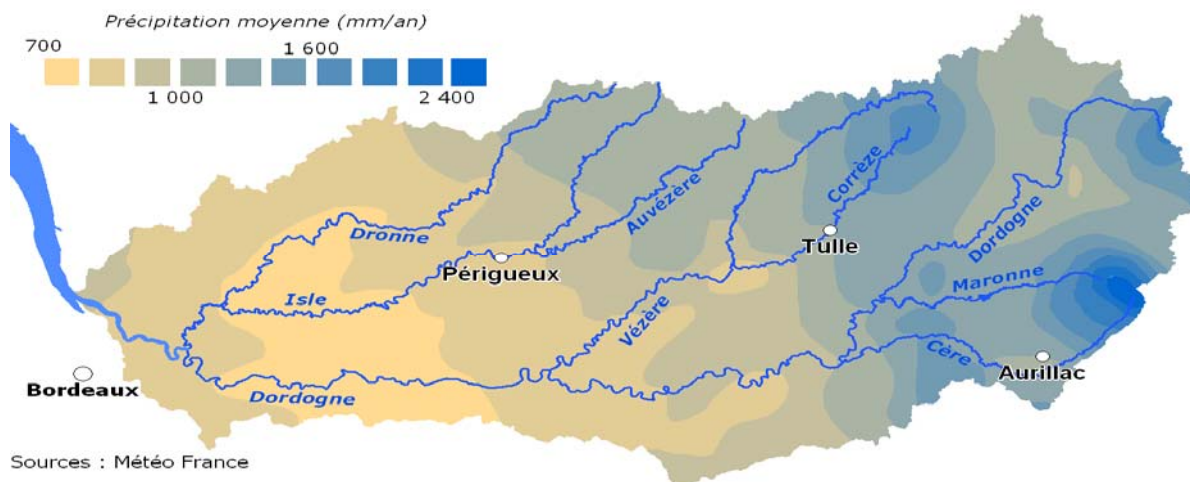 Précipitation moyenne (mm/an)
700
1 600
1 000
2 400
Dronne
Isle
Périgueux
Auvézère
Vézère
Corrèze
Tulle
Dordogne
Maronne
Cère
Aurillac
Bordeaux
Dordogne
Sources : Météo France